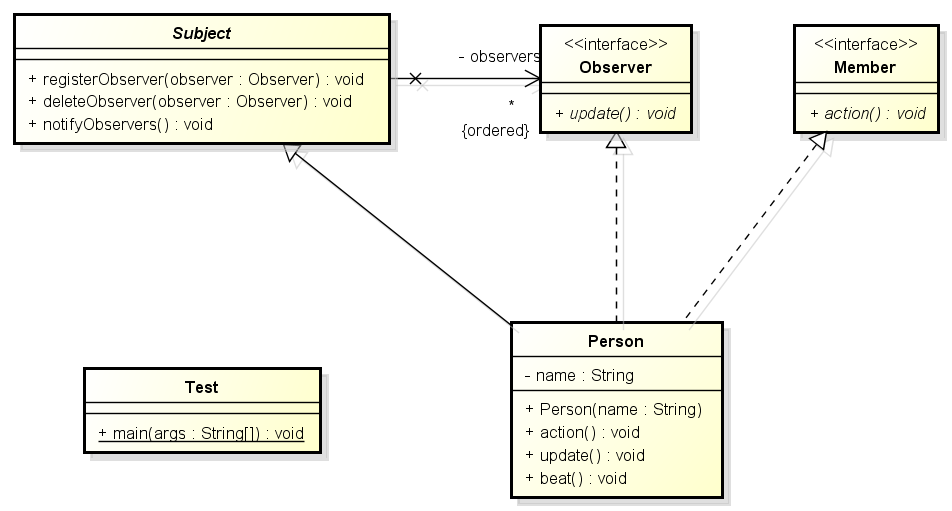 Subject
+ registerObserver(observer : Observer) : void
+ deleteObserver(observer : Observer) : void
+ notifyObservers() : void
- observers
*
{ordered}
<<interface>>
Observer
+ update() : void
<<interface>>
Member
+ action() : void
Person
- name : String
+ Person(name : String)
+ action() : void
+ update() : void
+ beat() : void
Test
+ main(args : String[]) : void